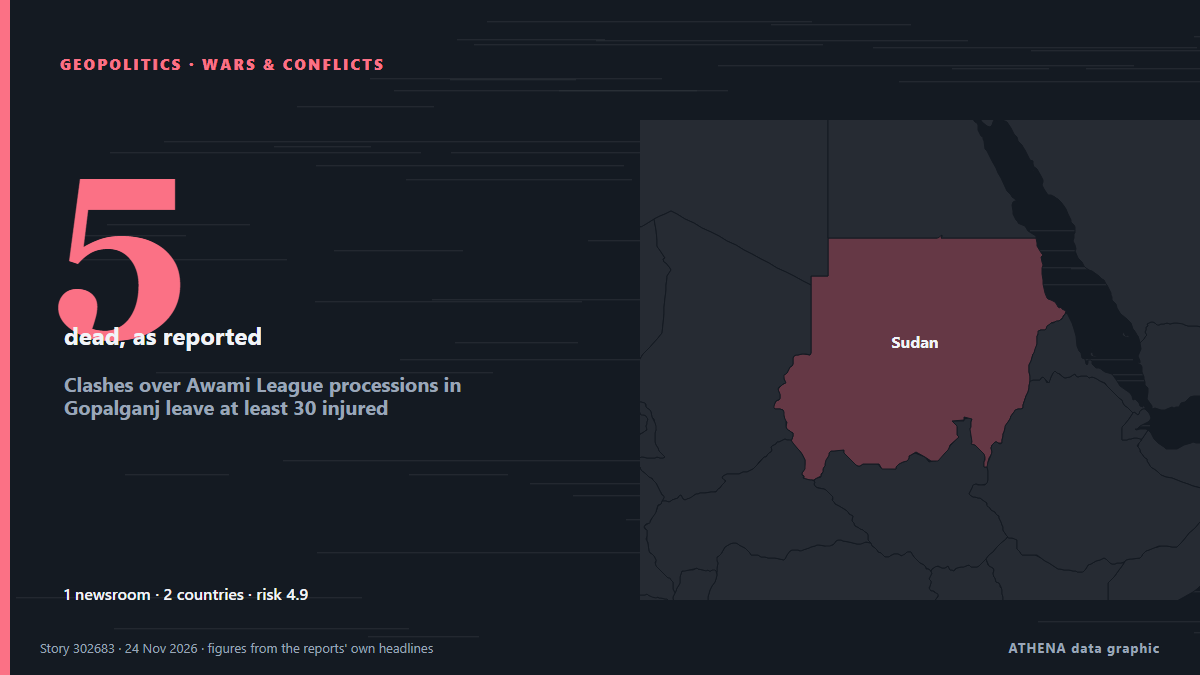 GEOPOLITICS · WARS & CONFLICTS
5
dead, as reported
Clashes over Awami League processions in
Gopalganj leave at least 30 injured
Sudan
1 newsroom · 2 countries · risk 4.9
Story 302683 · 24 Nov 2026 · figures from the reports' own headlines
ATHENA data graphic